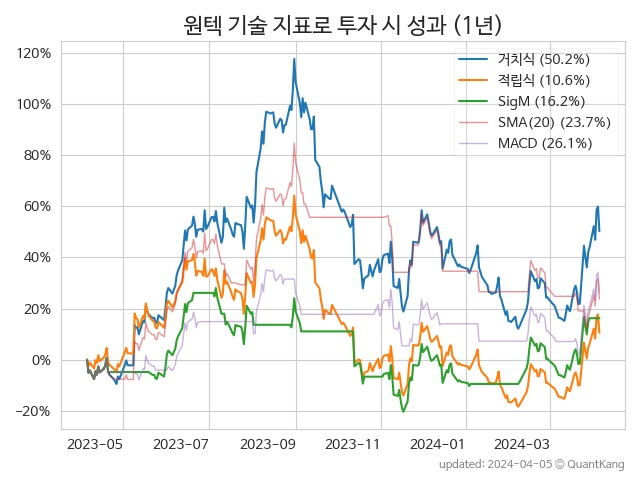 원텍 기술 지표로 투자 시 성과 (1년)
거치식 (50.2%)
적립식 (10.6%)
SigM (16.2%)
SMA(20) (23.7%)
MACD (26.1%)
120%
100%
80%
60%
40%
20%
0%
−20%
2023−05 2023−07 2023−09 2023−11 2024−01 2024−03
updated: 2024-04-05 © QuantKang